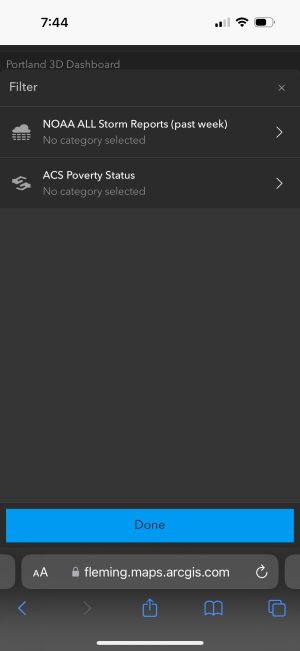 7:44
Portland 3D Dashboard
Filter
NOAA ALL Storm Reports (past week)
No category selected
ACS Poverty Status
No category selected
Done
AA
fleming.maps.arcgis.com